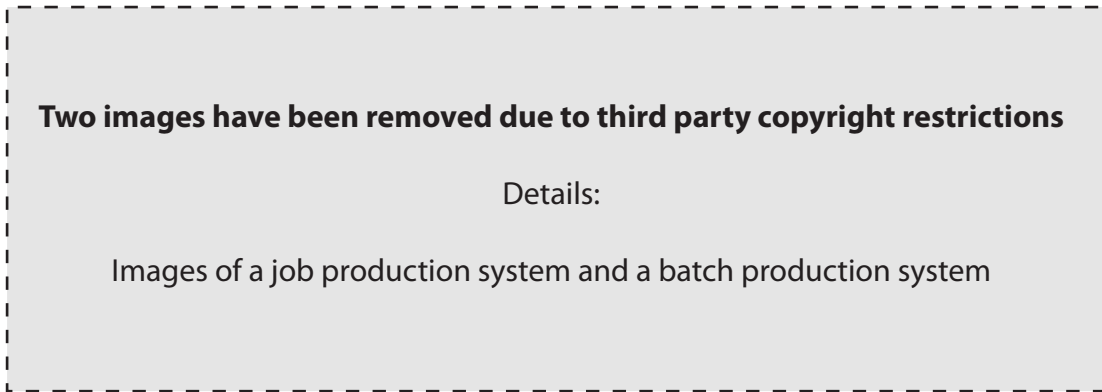 Two images have been removed due to third party copyright restrictions
Details:
Images of a job production system and a batch production system